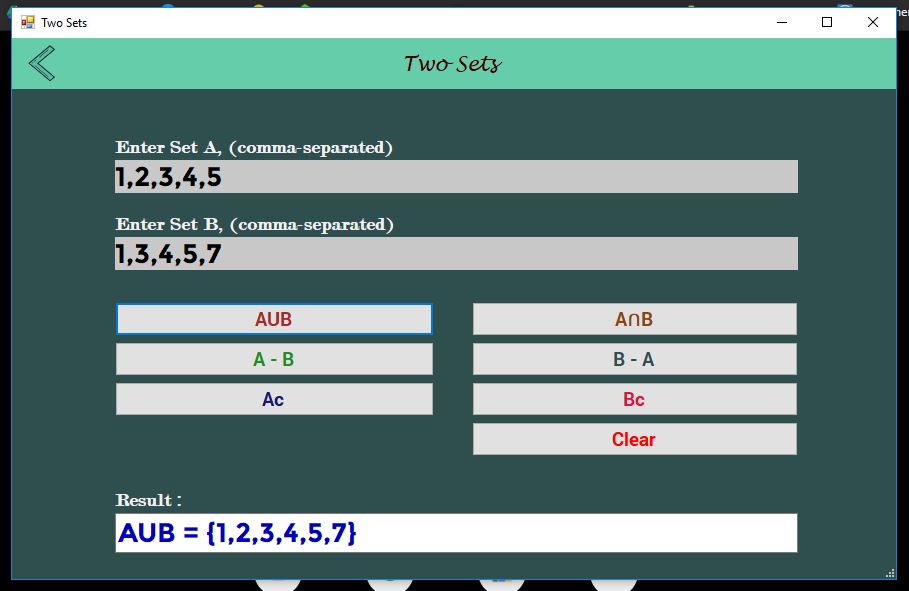 Two Sets
Two Sets
Enter Set A, (comma-separated)
1,2,3,4,5
Enter Set B, (comma-separated)
1,3,4,5,7
AUB
A∩B
A - B
B - A
Ac
Bc
Clear
Result :
AUB = {1,2,3,4,5,7}